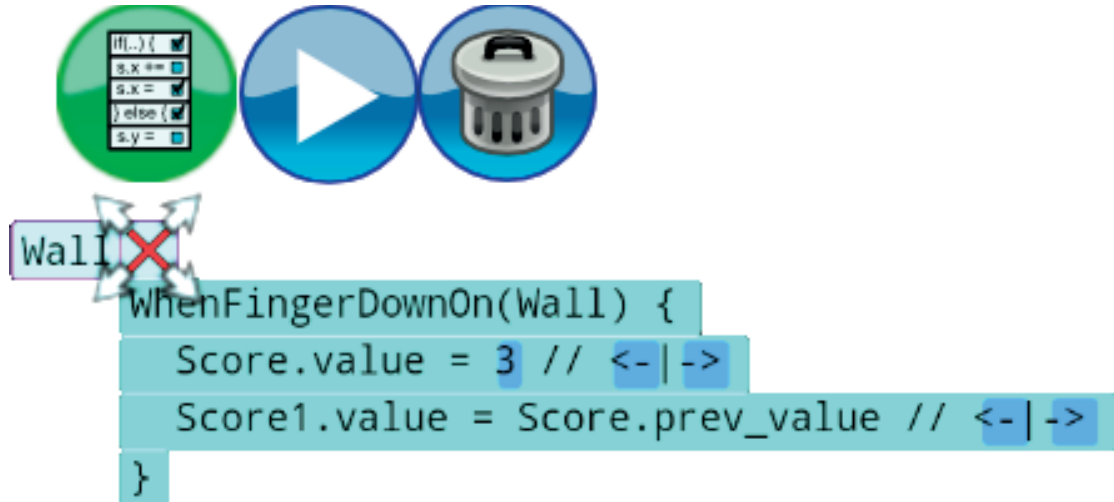 if(..) {
s.x +=
s.x =
} else {
s.y =
Wall
WhenFingerDownOn(Wall) {
Score.value = 3 // <-|->
Score1.value = Score.prev_value // <-|->
}